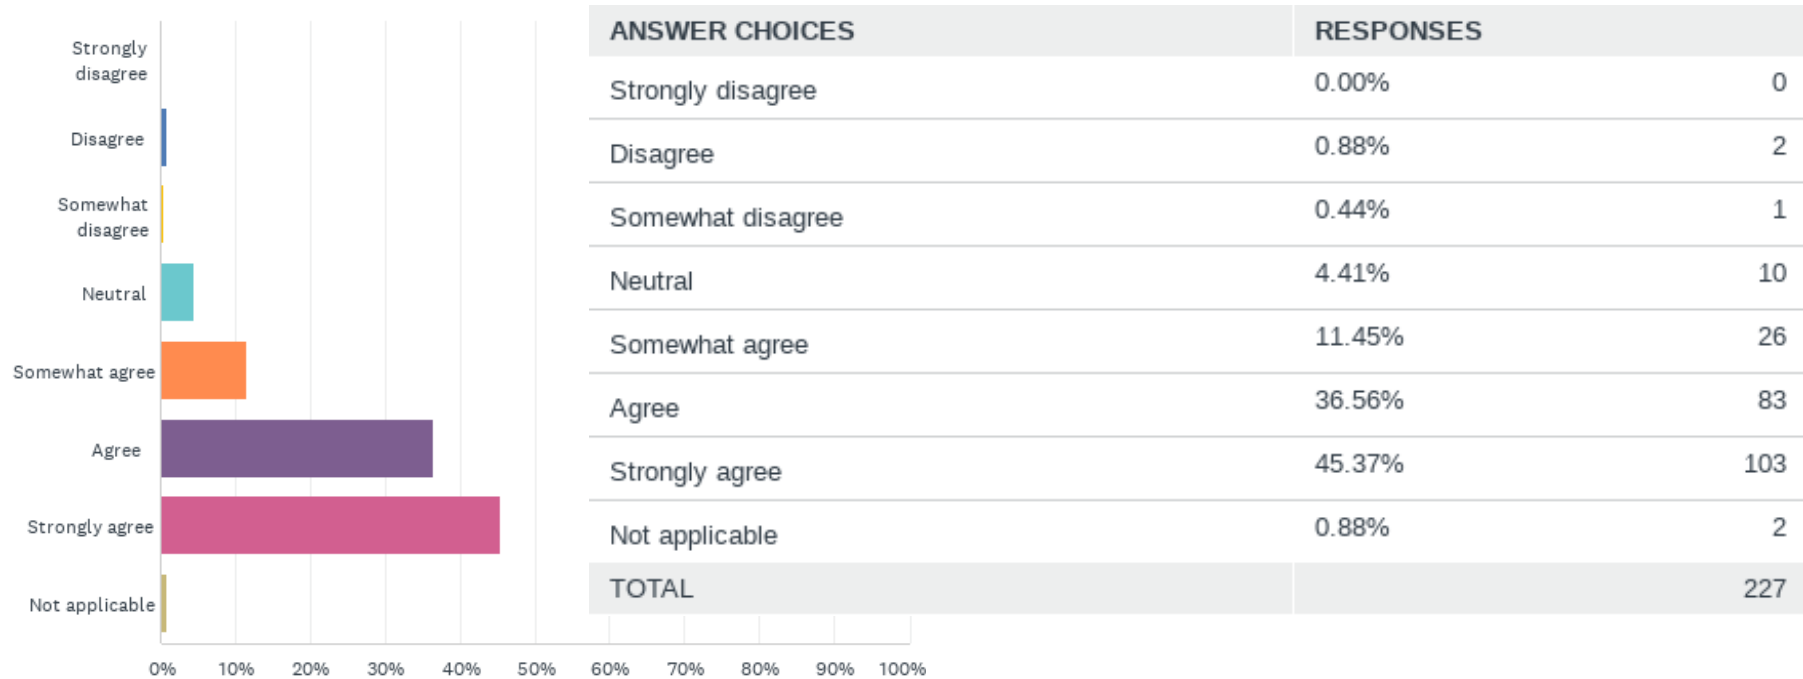 Strongly
disagree
Disagree
Somewhat
disagree
Neutral
Somewhat agree
Agree
Strongly agree
Not applicable
0% 10% 20% 30% 40% 50% 60% 70% 80% 90% 100%
ANSWER CHOICES RESPONSES
Strongly disagree 0.00% 0
Disagree 0.88% 2
Somewhat disagree 0.44% 1
Neutral 4.41% 10
Somewhat agree 11.45% 26
Agree 36.56% 83
Strongly agree 45.37% 103
Not applicable 0.88% 2
TOTAL 227